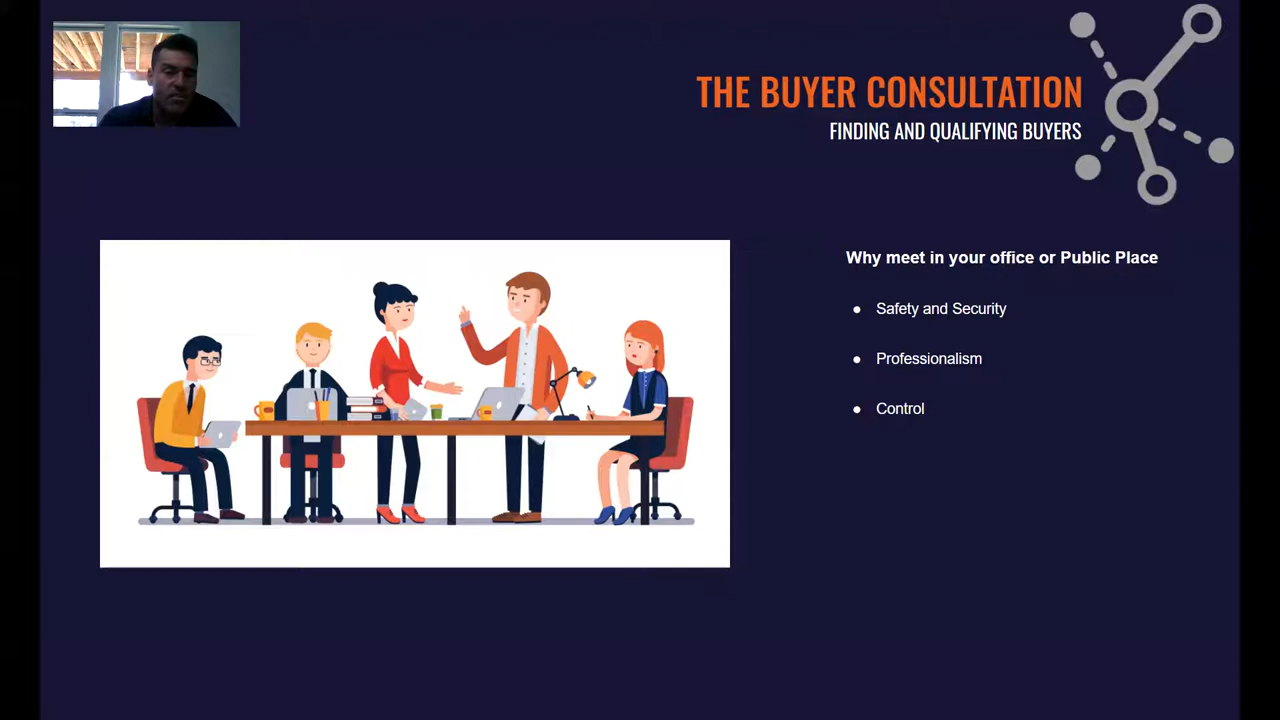 THE BUYER CONSULTATION
FINDING AND QUALIFYING BUYERS
Why meet in your office or Public Place
● Safety and Security
● Professionalism
● Control